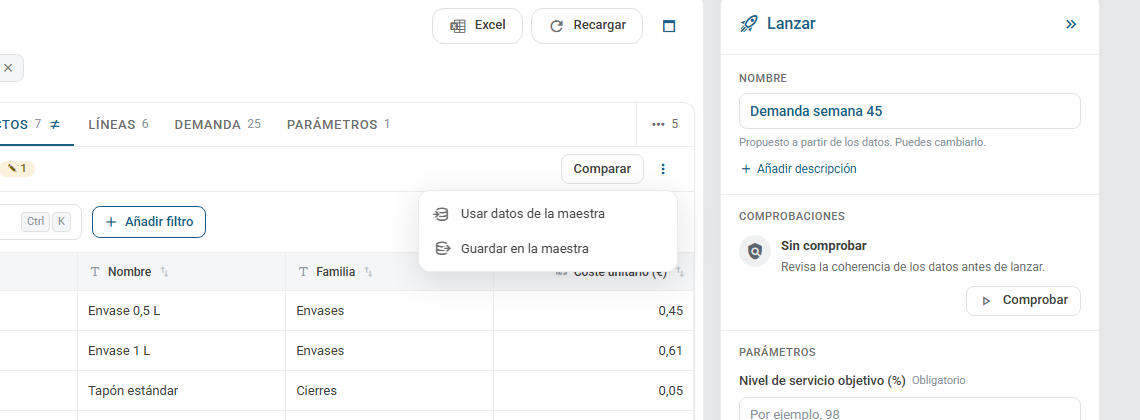 Excel
Recargar
Lanzar
NOMBRE
Demanda semana 45
Propuesto a partir de los datos. Puedes cambiarlo.
Añadir descripción
CTOS 7 ≠ LÍNEAS 6 DEMANDA 25 PARÁMETROS 1 ••• 5
1
Comparar
Usar datos de la maestra
Guardar en la maestra
Ctrl K
Añadir filtro
Nombre Familia Coste unitario (€)
Envase 0,5 L Envases 0,45
Envase 1 L Envases 0,61
Tapón estándar Cierres 0,05
COMPROBACIONES
Sin comprobar
Revisa la coherencia de los datos antes de lanzar.
Comprobar
PARÁMETROS
Nivel de servicio objetivo (%) Obligatorio
Por ejemplo, 98